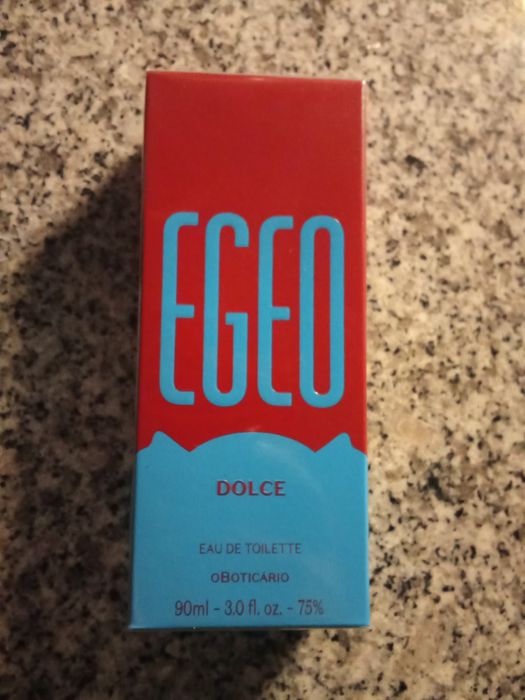 EGEO
DOLCE
EAU DE TOILETTE
oBOTICÁRIO
90ml - 3.0 fl. oz. - 75%